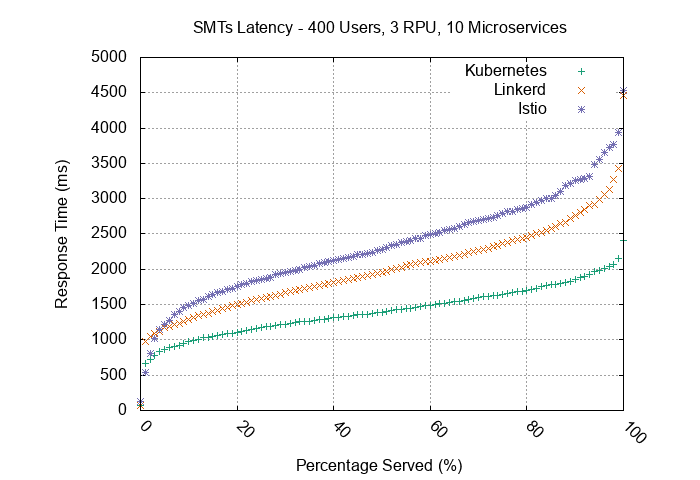 SMTs Latency - 400 Users, 3 RPU, 10 Microservices
5000
4500
4000
3500
3000
2500
2000
1500
1000
500
0
Response Time (ms)
Kubernetes
Linkerd
Istio
0
20
40
60
80
100
Percentage Served (%)